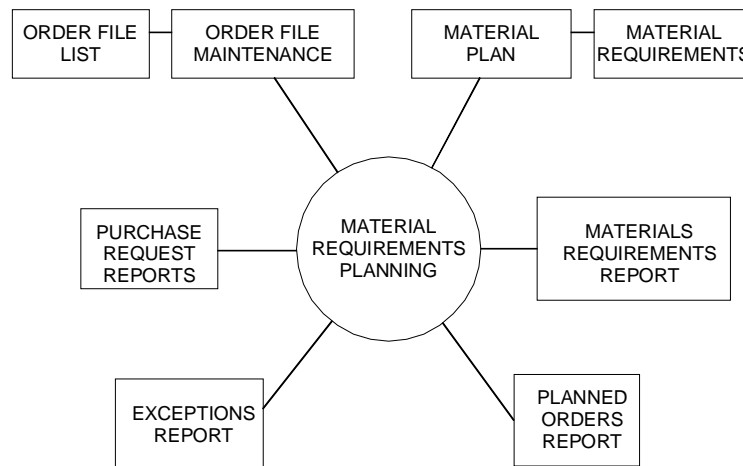 ORDER FILE
LIST
ORDER FILE
MAINTENANCE
MATERIAL
PLAN
MATERIAL
REQUIREMENTS
PURCHASE
REQUEST
REPORTS
MATERIAL
REQUIREMENTS
PLANNING
MATERIALS
REQUIREMENTS
REPORT
EXCEPTIONS
REPORT
PLANNED
ORDERS
REPORT